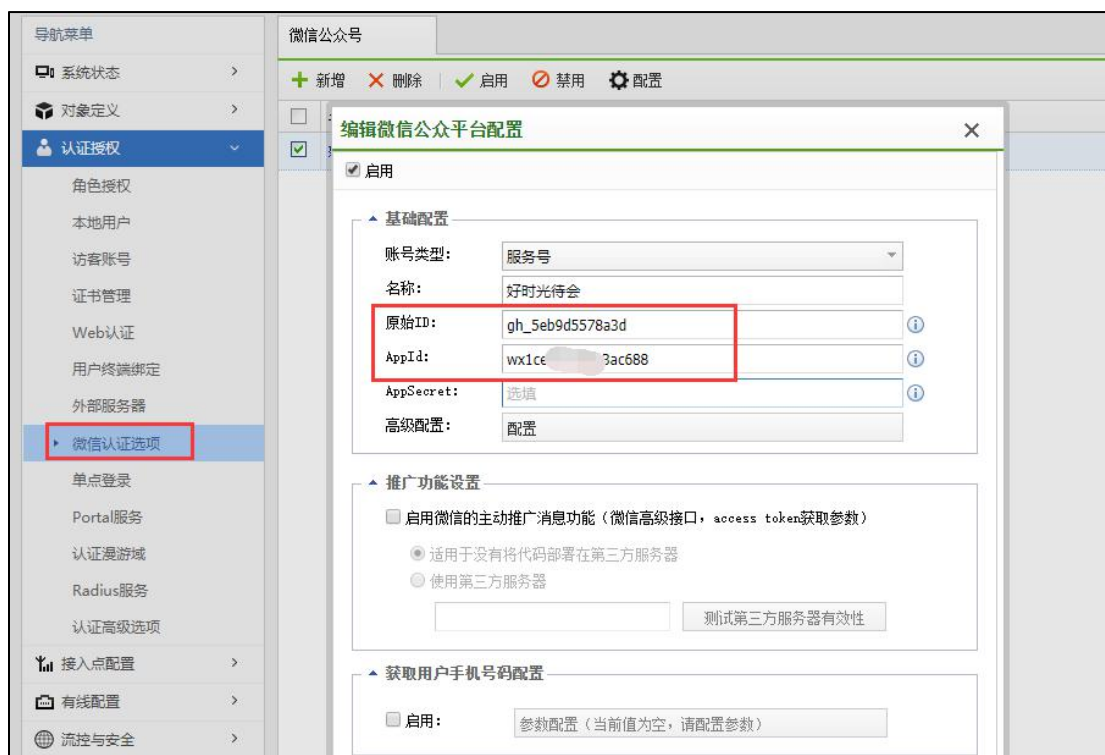 导航菜单
系统状态
对象定义
认证授权
角色授权
本地用户
访客账号
证书管理
Web认证
用户终端绑定
外部服务器
微信认证选项
单点登录
Portal服务
认证漫游域
Radius服务
认证高级选项
接入点配置
有线配置
流控与安全
微信公众号
新增 删除 启用 禁用 配置
编辑微信公众平台配置
启用
基础配置
账号类型: 服务号
名称: 好时光待会
原始ID: gh_5eb9d5578a3d
AppId: wx1ce 3ac688
AppSecret: 选填
高级配置: 配置
推广功能设置
启用微信的主动推广消息功能（微信高级接口，access token获取参数）
适用于没有将代码部署在第三方服务器
使用第三方服务器
测试第三方服务器有效性
获取用户手机号码配置
启用: 参数配置（当前值为空，请配置参数）